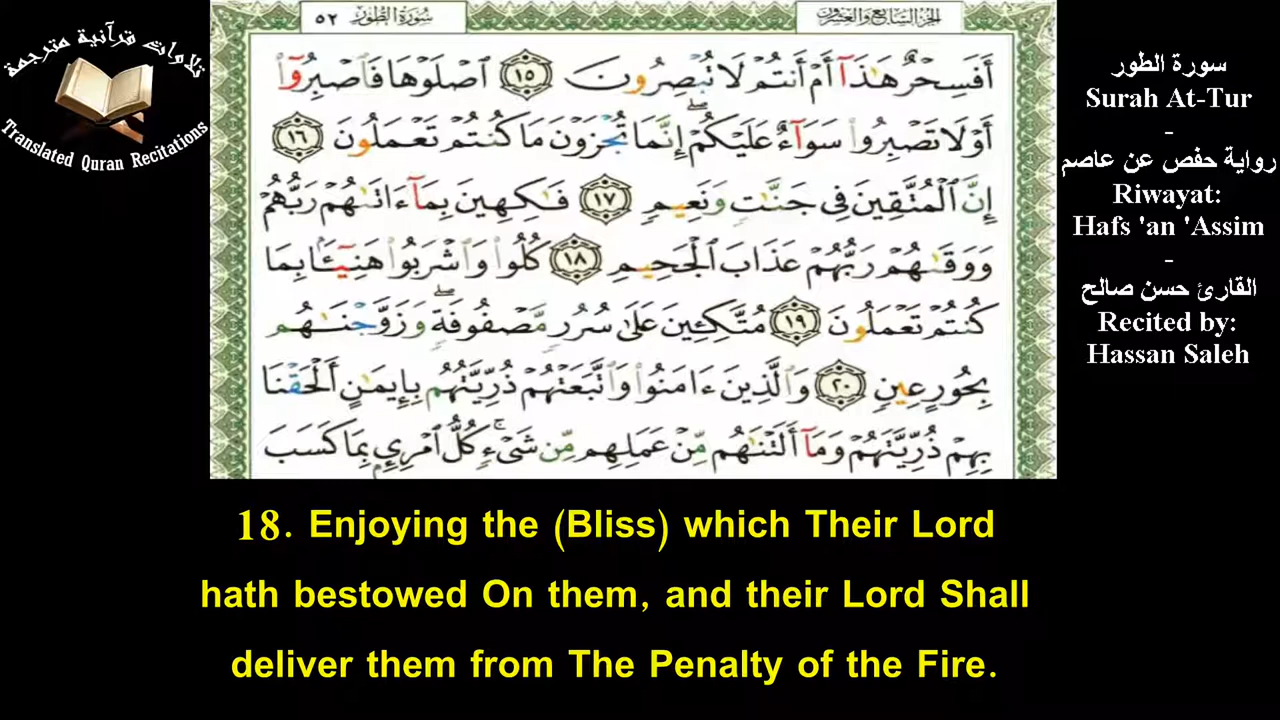 تلاوات قرآنية مترجمة
Translated Quran Recitations
سورة الطور ٥٢
الجزء السابع والعشرون
أَفَسِحْرٌ هَٰذَآ أَمْ أَنتُمْ لَا تُبْصِرُونَ ١٥ ٱصْلَوْهَا فَٱصْبِرُوٓا۟
أَوْ لَا تَصْبِرُوا۟ سَوَآءٌ عَلَيْكُمْ ۖ إِنَّمَا تُجْزَوْنَ مَا كُنتُمْ تَعْمَلُونَ ١٦
إِنَّ ٱلْمُتَّقِينَ فِى جَنَّٰتٍ وَنَعِيمٍ ١٧ فَٰكِهِينَ بِمَآ ءَاتَىٰهُمْ رَبُّهُمْ
وَوَقَىٰهُمْ رَبُّهُمْ عَذَابَ ٱلْجَحِيمِ ١٨ كُلُوا۟ وَٱشْرَبُوا۟ هَنِيٓـًٔۢا بِمَا
كُنتُمْ تَعْمَلُونَ ١٩ مُتَّكِـِٔينَ عَلَىٰ سُرُرٍ مَّصْفُوفَةٍ ۖ وَزَوَّجْنَٰهُم
بِحُورٍ عِينٍ ٢٠ وَٱلَّذِينَ ءَامَنُوا۟ وَٱتَّبَعَتْهُمْ ذُرِّيَّتُهُم بِإِيمَٰنٍ أَلْحَقْنَا
بِهِمْ ذُرِّيَّتَهُمْ وَمَآ أَلَتْنَٰهُم مِّنْ عَمَلِهِم مِّن شَىْءٍ ۚ كُلُّ ٱمْرِئٍۭ بِمَا كَسَبَ
سورة الطور
Surah At-Tur
-
رواية حفص عن عاصم
Riwayat:
Hafs 'an 'Assim
-
القارئ حسن صالح
Recited by:
Hassan Saleh
18. Enjoying the (Bliss) which Their Lord
hath bestowed On them, and their Lord Shall
deliver them from The Penalty of the Fire.